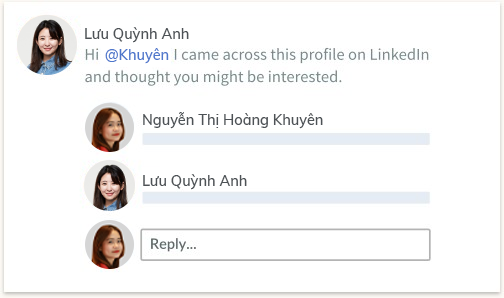 Lưu Quỳnh Anh
Hi @Khuyên I came across this profile on LinkedIn
and thought you might be interested.
Nguyễn Thị Hoàng Khuyên
Lưu Quỳnh Anh
Reply...